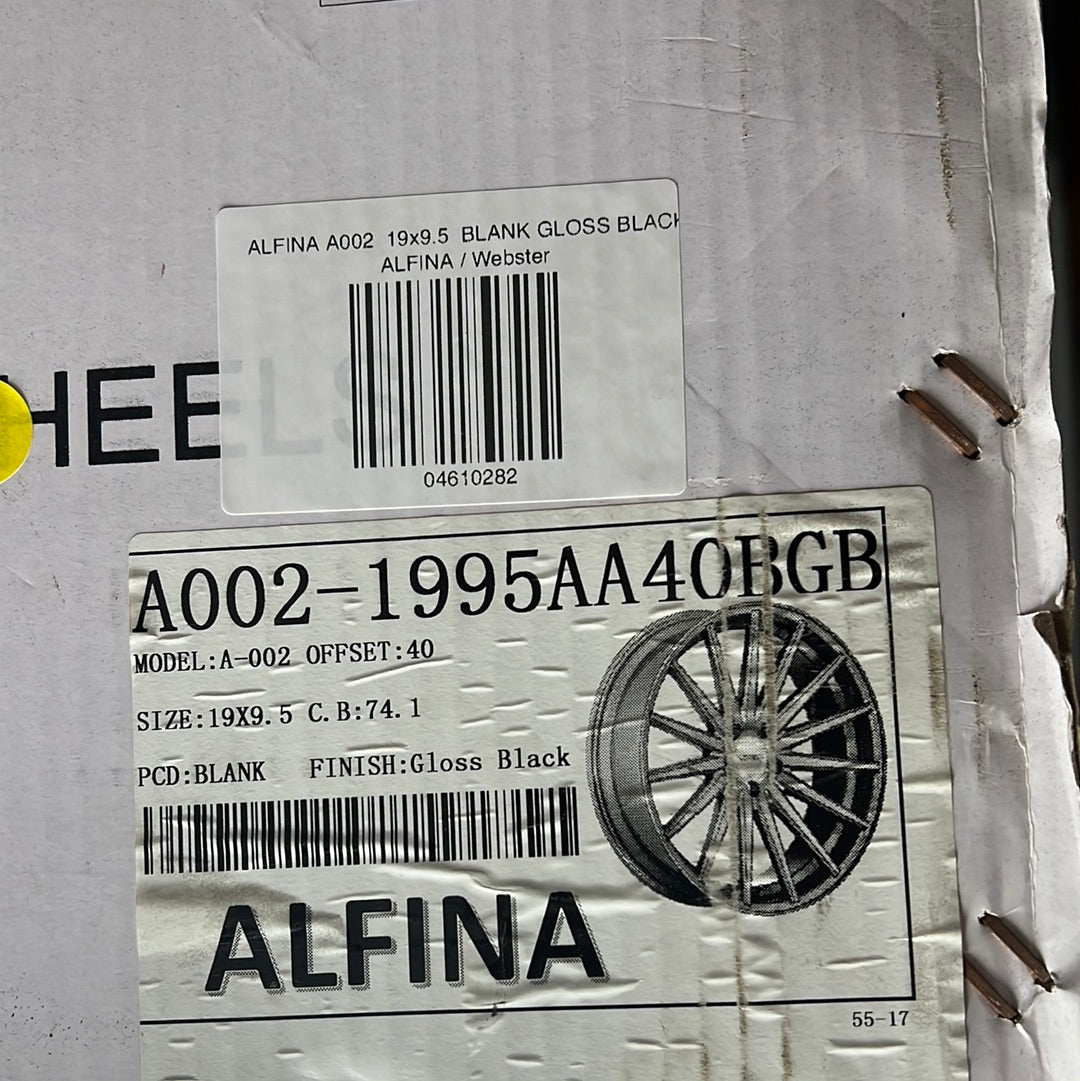 ALFINA A002 19x9.5 BLANK GLOSS BLACK
ALFINA / Webster
04610282
HEELS
A002-1995AA40BGB
MODEL:A-002 OFFSET:40
SIZE:19X9.5 C.B:74.1
PCD:BLANK FINISH:Gloss Black
ALFINA
55-17